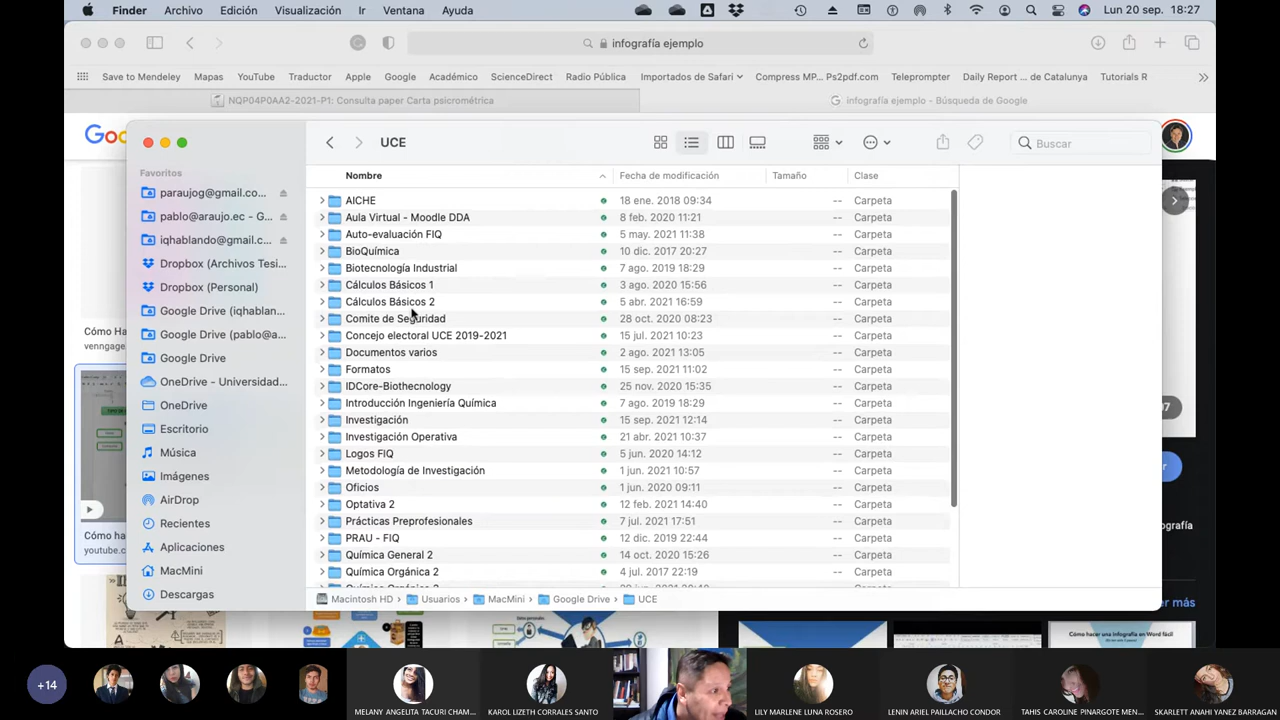 Finder Archivo Edición Visualización Ir Ventana Ayuda Lun 20 sep. 18:27
infografía ejemplo
Save to Mendeley Mapas YouTube Traductor Apple Google Académico ScienceDirect Radio Pública Importados de Safari Compress MP... Ps2pdf.com Teleprompter Daily Report ... de Catalunya Tutorials R
NQP04P0AA2-2021-P1: Consulta paper Carta psicrométrica
infografía ejemplo - Búsqueda de Google
Goo
UCE
Buscar
Favoritos
paraujog@gmail.co...
pablo@araujo.ec - G...
iqhablando@gmail.c...
Dropbox (Archivos Tesi...
Dropbox (Personal)
Google Drive (iqhablan...
Google Drive (pablo@a...
Google Drive
OneDrive - Universidad...
OneDrive
Escritorio
Música
Imágenes
AirDrop
Recientes
Aplicaciones
MacMini
Descargas
Nombre Fecha de modificación Tamaño Clase
AICHE 18 ene. 2018 09:34 -- Carpeta
Aula Virtual - Moodle DDA 8 feb. 2020 11:21 -- Carpeta
Auto-evaluación FIQ 5 may. 2021 11:38 -- Carpeta
BioQuímica 10 dic. 2017 20:27 -- Carpeta
Biotecnología Industrial 7 ago. 2019 18:29 -- Carpeta
Cálculos Básicos 1 3 ago. 2020 15:56 -- Carpeta
Cálculos Básicos 2 5 abr. 2021 16:59 -- Carpeta
Comite de Seguridad 28 oct. 2020 08:23 -- Carpeta
Concejo electoral UCE 2019-2021 15 jul. 2021 10:23 -- Carpeta
Documentos varios 2 ago. 2021 13:05 -- Carpeta
Formatos 15 sep. 2021 11:02 -- Carpeta
IDCore-Biothecnology 25 nov. 2020 15:35 -- Carpeta
Introducción Ingeniería Química 7 ago. 2019 18:29 -- Carpeta
Investigación 15 sep. 2021 12:14 -- Carpeta
Investigación Operativa 21 abr. 2021 10:37 -- Carpeta
Logos FIQ 5 jun. 2020 14:12 -- Carpeta
Metodología de Investigación 1 jun. 2021 10:57 -- Carpeta
Oficios 1 jun. 2020 09:11 -- Carpeta
Optativa 2 12 feb. 2021 14:40 -- Carpeta
Prácticas Preprofesionales 7 jul. 2021 17:51 -- Carpeta
PRAU - FIQ 12 dic. 2019 22:44 -- Carpeta
Química General 2 14 oct. 2020 15:26 -- Carpeta
Química Orgánica 2 4 jul. 2017 22:19 -- Carpeta
Macintosh HD Usuarios MacMini Google Drive UCE
Cómo Ha
venngage.
Cómo ha
youtube.c
ografía
er más
Cómo hacer una Infografía
en Word fácil
+14
MELANY ANGELITA TACURI CHAM...
KAROL LIZETH CORRALES SANTO
LILY MARLENE LUNA ROSERO
LENIN ARIEL PAILLACHO CONDOR
TAHIS CAROLINE PINARGOTE MEN...
SKARLETT ANAHI YANEZ BARRAGAN